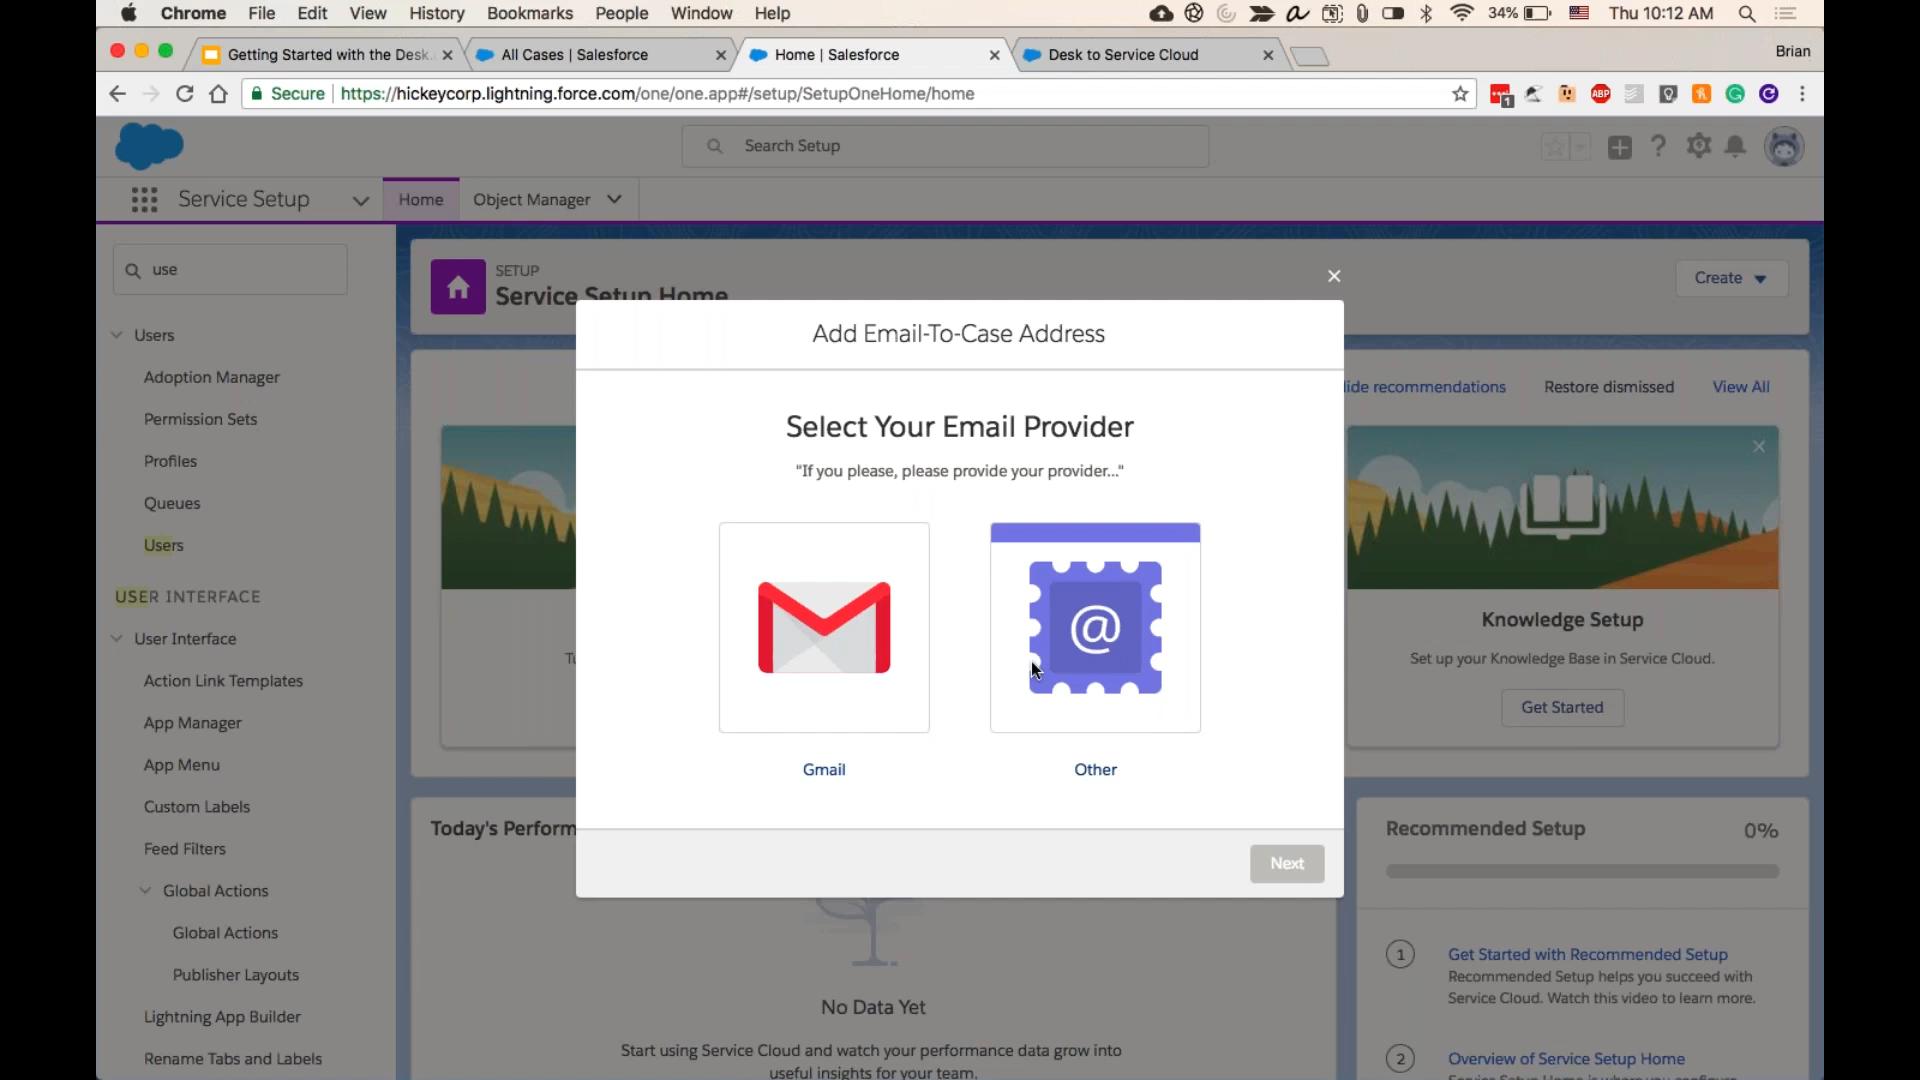 Chrome File Edit View History Bookmarks People Window Help 34% Thu 10:12 AM
Getting Started with the Desk All Cases | Salesforce Home | Salesforce Desk to Service Cloud Brian
Secure https://hickeycorp.lightning.force.com/one/one.app#/setup/SetupOneHome/home ABP 1
Search Setup
Service Setup Home Object Manager
use
SETUP
Service Setup Home
Create
Users
Adoption Manager
Permission Sets
Profiles
Queues
Users
USER INTERFACE
User Interface
Action Link Templates
App Manager
App Menu
Custom Labels
Feed Filters
Global Actions
Global Actions
Publisher Layouts
Lightning App Builder
Rename Tabs and Labels
Add Email-To-Case Address
Select Your Email Provider
"If you please, please provide your provider..."
@
Gmail Other
Next
ide recommendations Restore dismissed View All
Knowledge Setup
Set up your Knowledge Base in Service Cloud.
Get Started
Tu
Today's Perform
No Data Yet
Start using Service Cloud and watch your performance data grow into
useful insights for your team.
Recommended Setup 0%
1 Get Started with Recommended Setup
Recommended Setup helps you succeed with
Service Cloud. Watch this video to learn more.
2 Overview of Service Setup Home